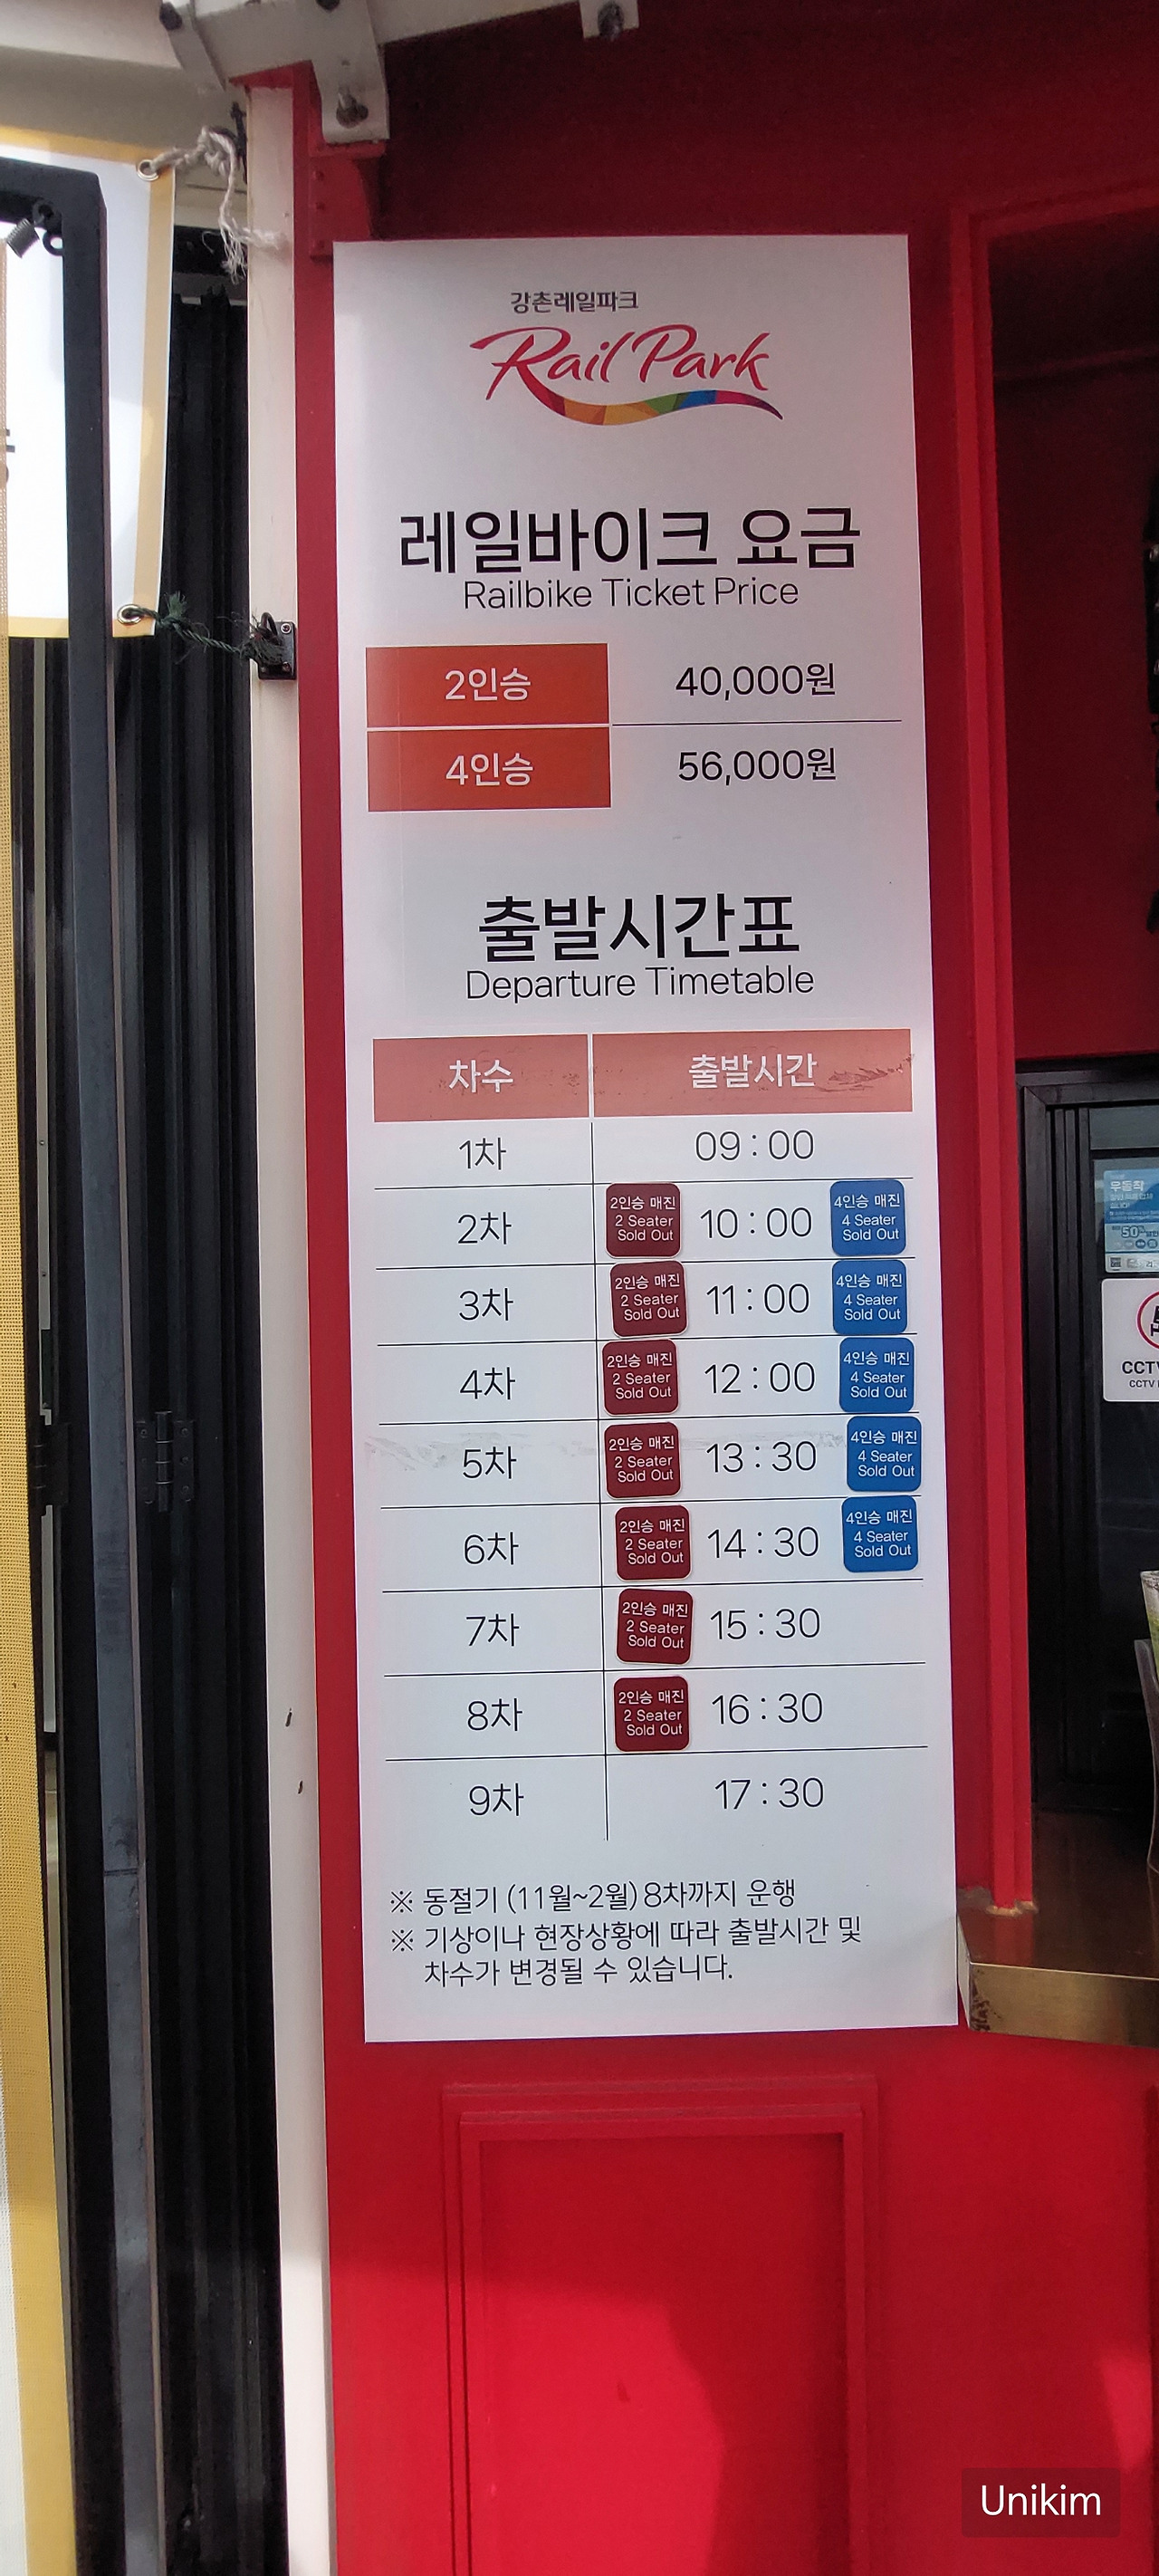 강촌레일파크
Rail Park
레일바이크 요금
Railbike Ticket Price
2인승 40,000원
4인승 56,000원
출발시간표
Departure Timetable
차수 출발시간
1차 09 : 00
2차 2인승 매진 2 Seater Sold Out 10 : 00 4인승 매진 4 Seater Sold Out
3차 2인승 매진 2 Seater Sold Out 11 : 00 4인승 매진 4 Seater Sold Out
4차 2인승 매진 2 Seater Sold Out 12 : 00 4인승 매진 4 Seater Sold Out
5차 2인승 매진 2 Seater Sold Out 13 : 30 4인승 매진 4 Seater Sold Out
6차 2인승 매진 2 Seater Sold Out 14 : 30 4인승 매진 4 Seater Sold Out
7차 2인승 매진 2 Seater Sold Out 15 : 30
8차 2인승 매진 2 Seater Sold Out 16 : 30
9차 17 : 30
※ 동절기 (11월~2월) 8차까지 운행
※ 기상이나 현장상황에 따라 출발시간 및
차수가 변경될 수 있습니다.
우동착
50%
CCTV
CCTV
Unikim